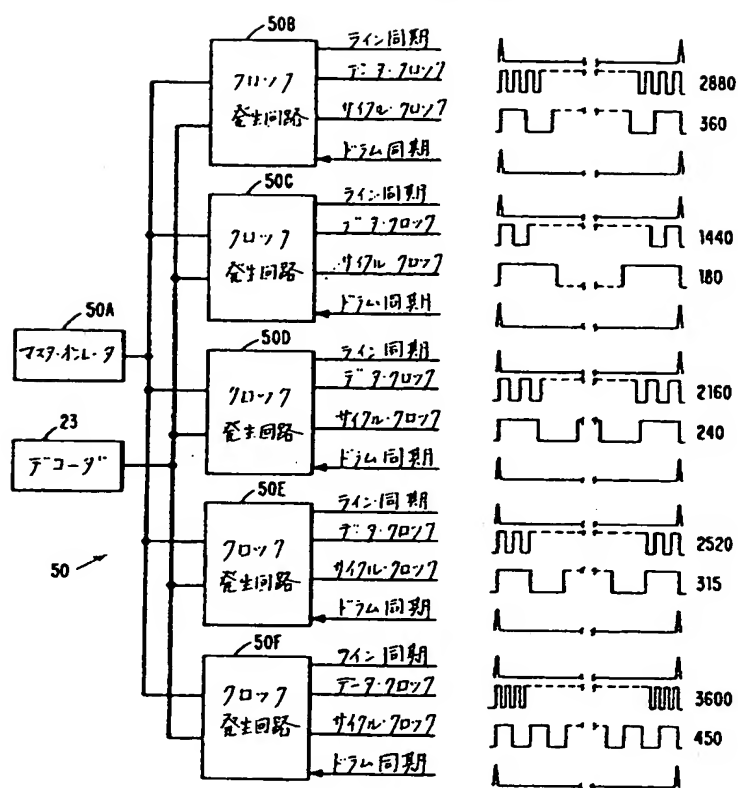 50B
ライン同期
データ・クロック
クロック
発生回路
サイクル・クロック
ドラム同期
2880
360
50C
ライン同期
データ・クロック
クロック
発生回路
サイクル・クロック
ドラム同期
1440
180
50A
マスタ・オシレータ
50D
ライン同期
データ・クロック
クロック
発生回路
サイクル・クロック
ドラム同期
2160
240
23
デコーダ
50E
ライン同期
データ・クロック
クロック
発生回路
サイクル・クロック
ドラム同期
2520
315
50
50F
ライン同期
データ・クロック
クロック
発生回路
サイクル・クロック
ドラム同期
3600
450